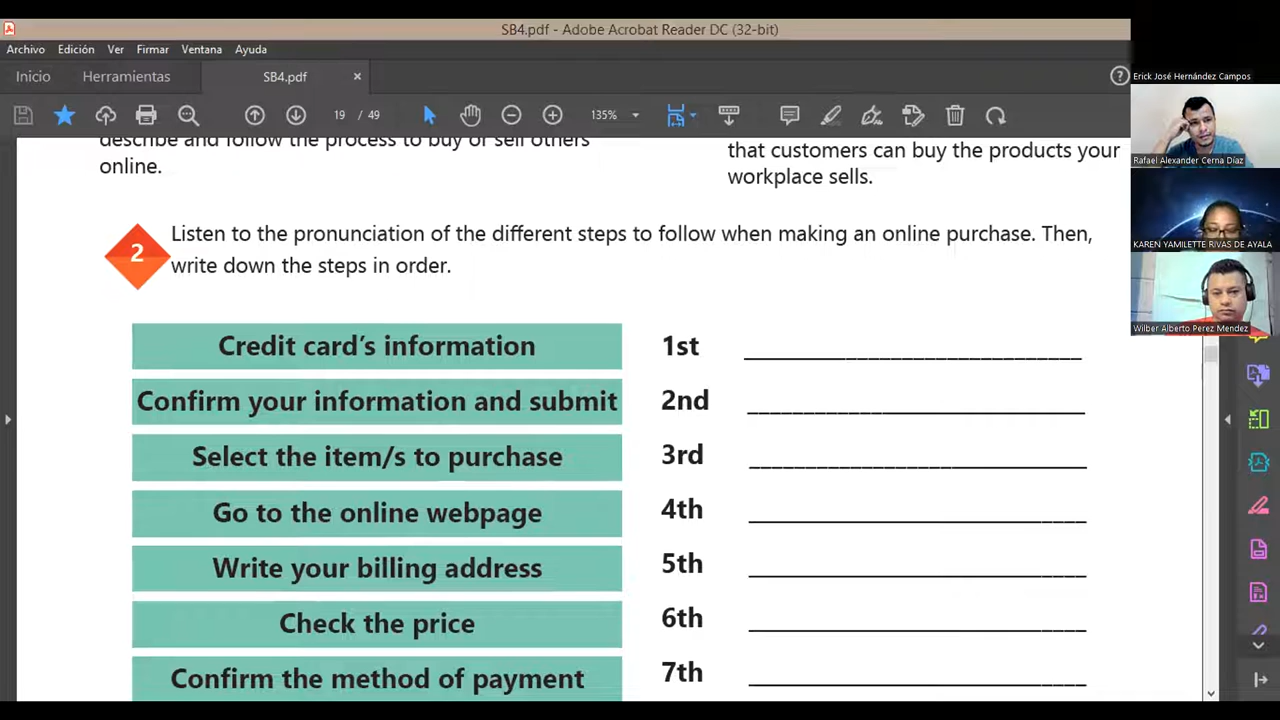 SB4.pdf - Adobe Acrobat Reader DC (32-bit)
Archivo Edición Ver Firmar Ventana Ayuda
Inicio Herramientas SB4.pdf
19 / 49 135%
Erick José Hernández Campos
Rafael Alexander Cerna Díaz
KAREN YAMILETTE RIVAS DE AYALA
Wilber Alberto Perez Mendez
describe and follow the process to buy or sell others
online.
that customers can buy the products your
workplace sells.
2 Listen to the pronunciation of the different steps to follow when making an online purchase. Then,
write down the steps in order.
Credit card's information 1st
Confirm your information and submit 2nd
Select the item/s to purchase 3rd
Go to the online webpage 4th
Write your billing address 5th
Check the price 6th
Confirm the method of payment 7th